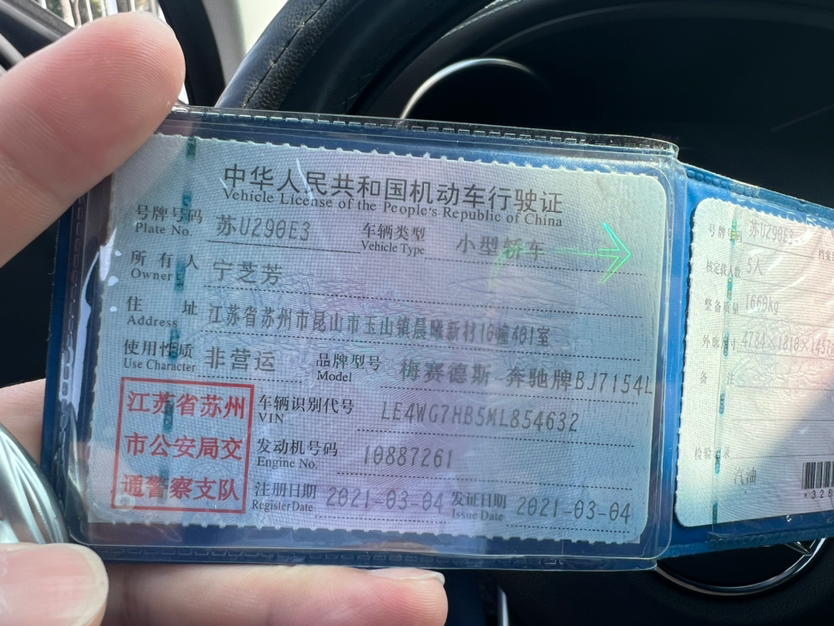 中华人民共和国机动车行驶证
Vehicle License of the People's Republic of China
号牌号码 苏U290E3 车辆类型 小型轿车
Plate No. Vehicle Type
所有人 宁芝芳
Owner
住址 江苏省苏州市昆山市玉山镇晨曦新村16幢401室
Address
使用性质 非营运 品牌型号 梅赛德斯 奔驰牌BJ7154L
Use Character Model
江苏省苏州
市公安局交
通警察支队
车辆识别代号 LE4WG7HB5ML854632
VIN
发动机号码 10887261
Engine No.
注册日期 2021-03-04 发证日期 2021-03-04
Register Date Issue Date
苏U290E3
核定载人数 5人
整备质量 1669kg
外廓尺寸 4784×1818×1457
备注
检验记录
汽油